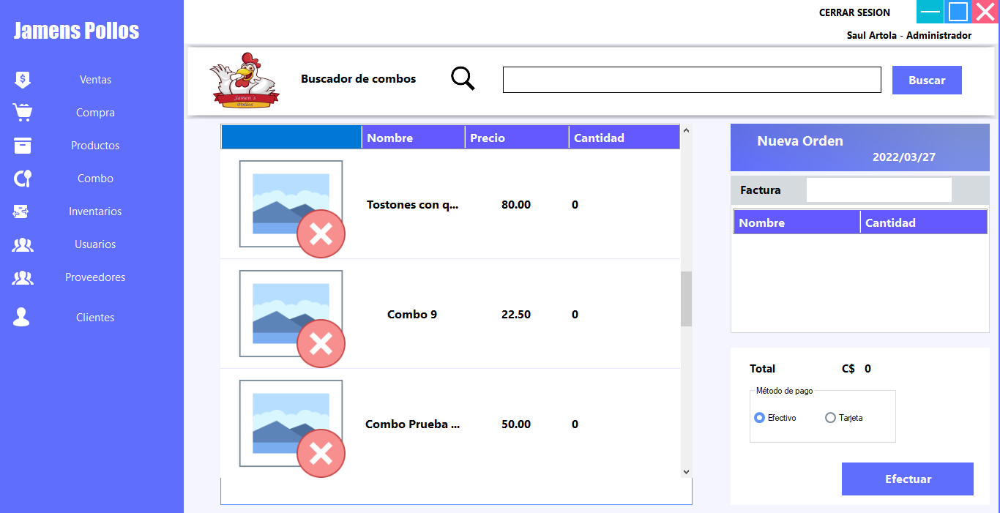 Jamens Pollos
Ventas
Compra
Productos
Combo
Inventarios
Usuarios
Proveedores
Clientes
CERRAR SESION
Saul Artola - Administrador
Jamen´s
Pollos
Buscador de combos
Buscar
Nombre Precio Cantidad
Tostones con q... 80.00 0
Combo 9 22.50 0
Combo Prueba ... 50.00 0
Nueva Orden
2022/03/27
Factura
Nombre Cantidad
Total C$ 0
Método de pago
Efectivo Tarjeta
Efectuar